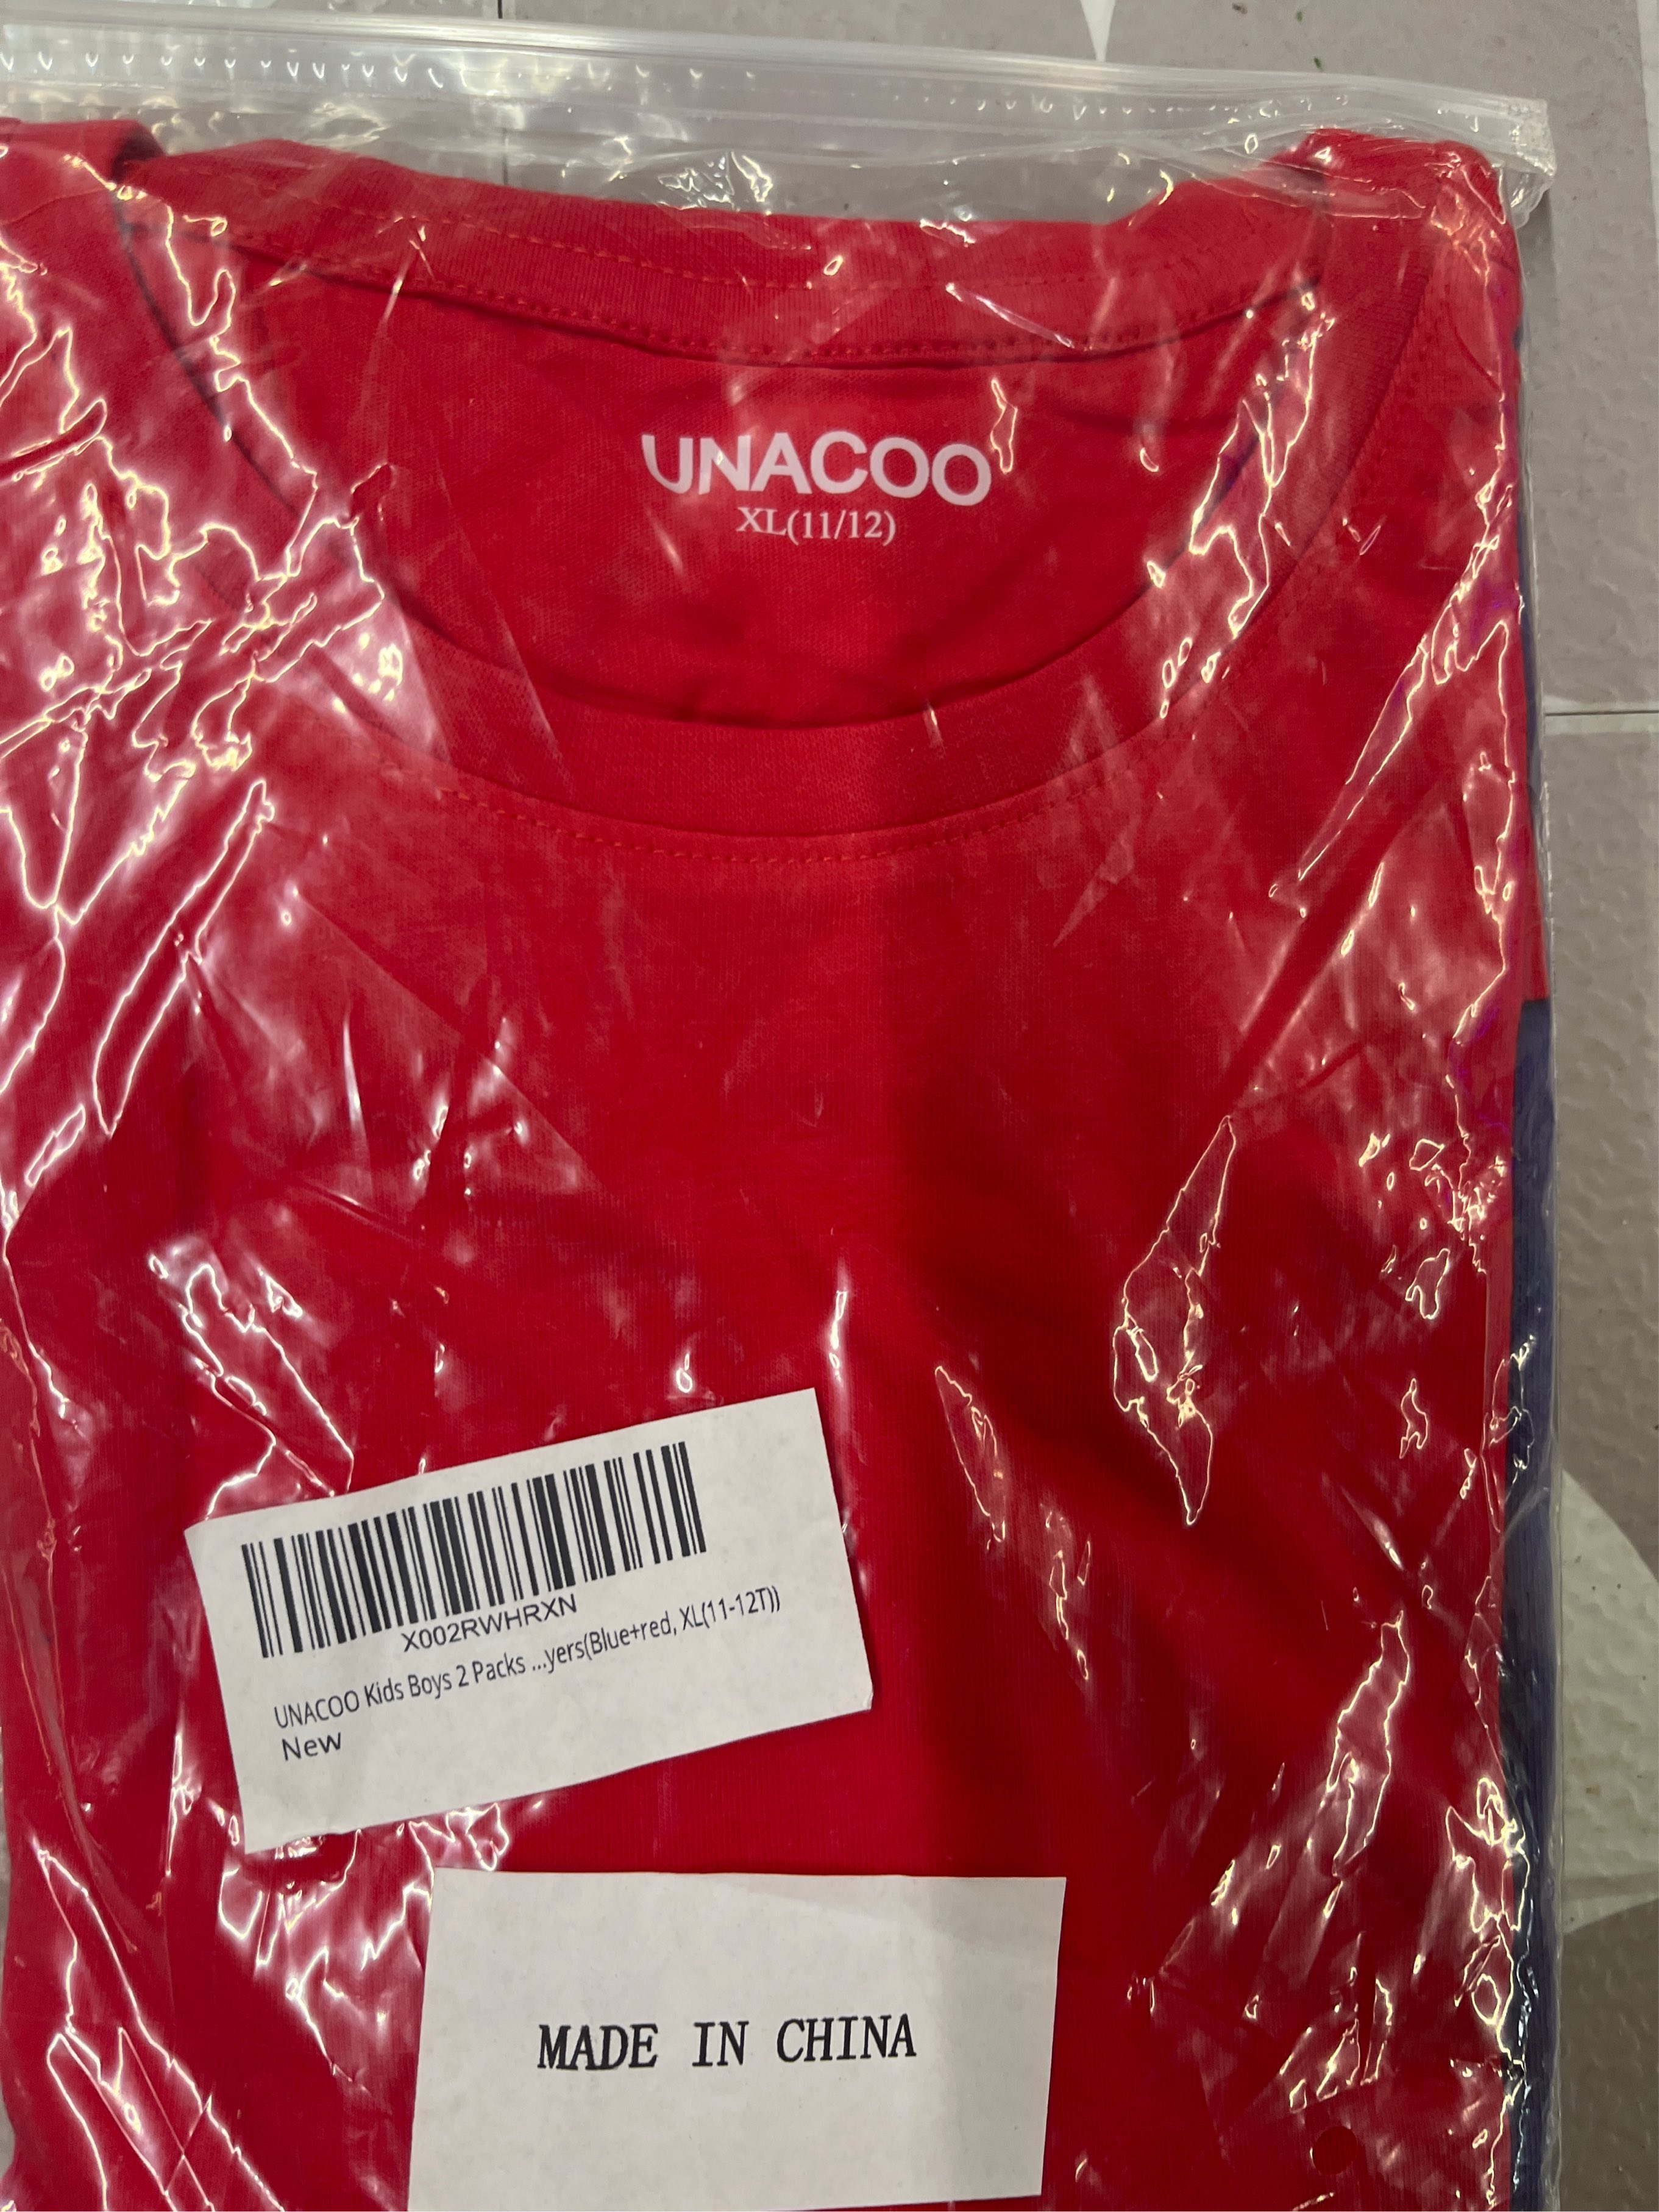 UNACOO
XL(11/12)
X002RWHRXN
UNACOO Kids Boys 2 Packs ...yers(Blue+red, XL(11-12T))
New
MADE IN CHINA